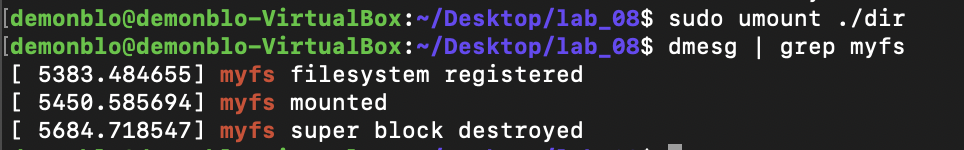 [demonblo@demonblo-VirtualBox:~/Desktop/lab_08$ sudo umount ./dir
[demonblo@demonblo-VirtualBox:~/Desktop/lab_08$ dmesg | grep myfs
[ 5383.484655] myfs filesystem registered
[ 5450.585694] myfs mounted
[ 5684.718547] myfs super block destroyed